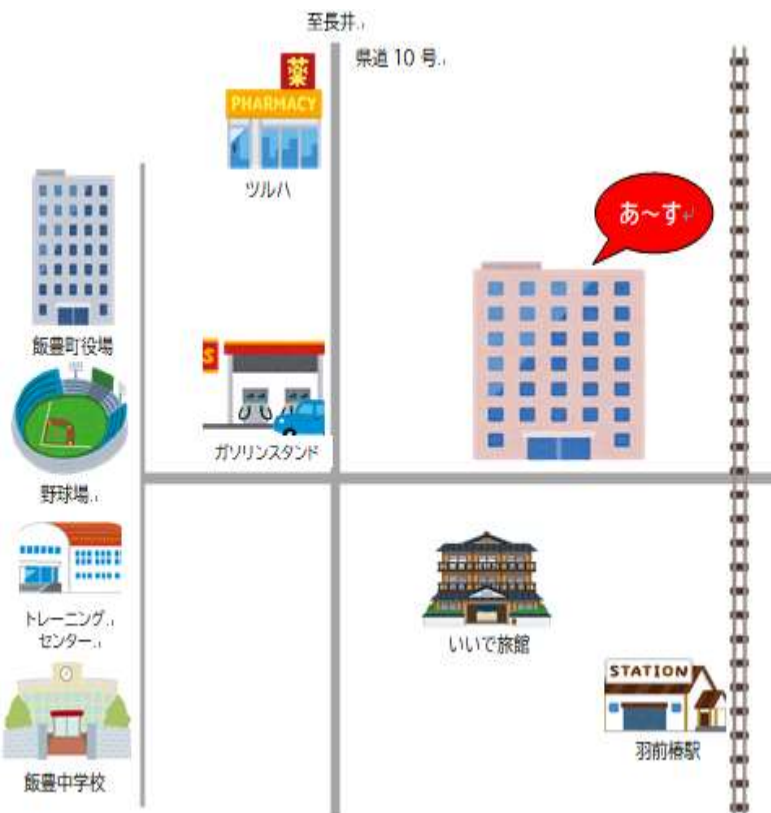 至長井
県道 10 号
薬
PHARMACY
ツルハ
あ～す
飯豊町役場
S
ガソリンスタンド
野球場
トレーニング
センター
いいで旅館
STATION
羽前椿駅
飯豊中学校